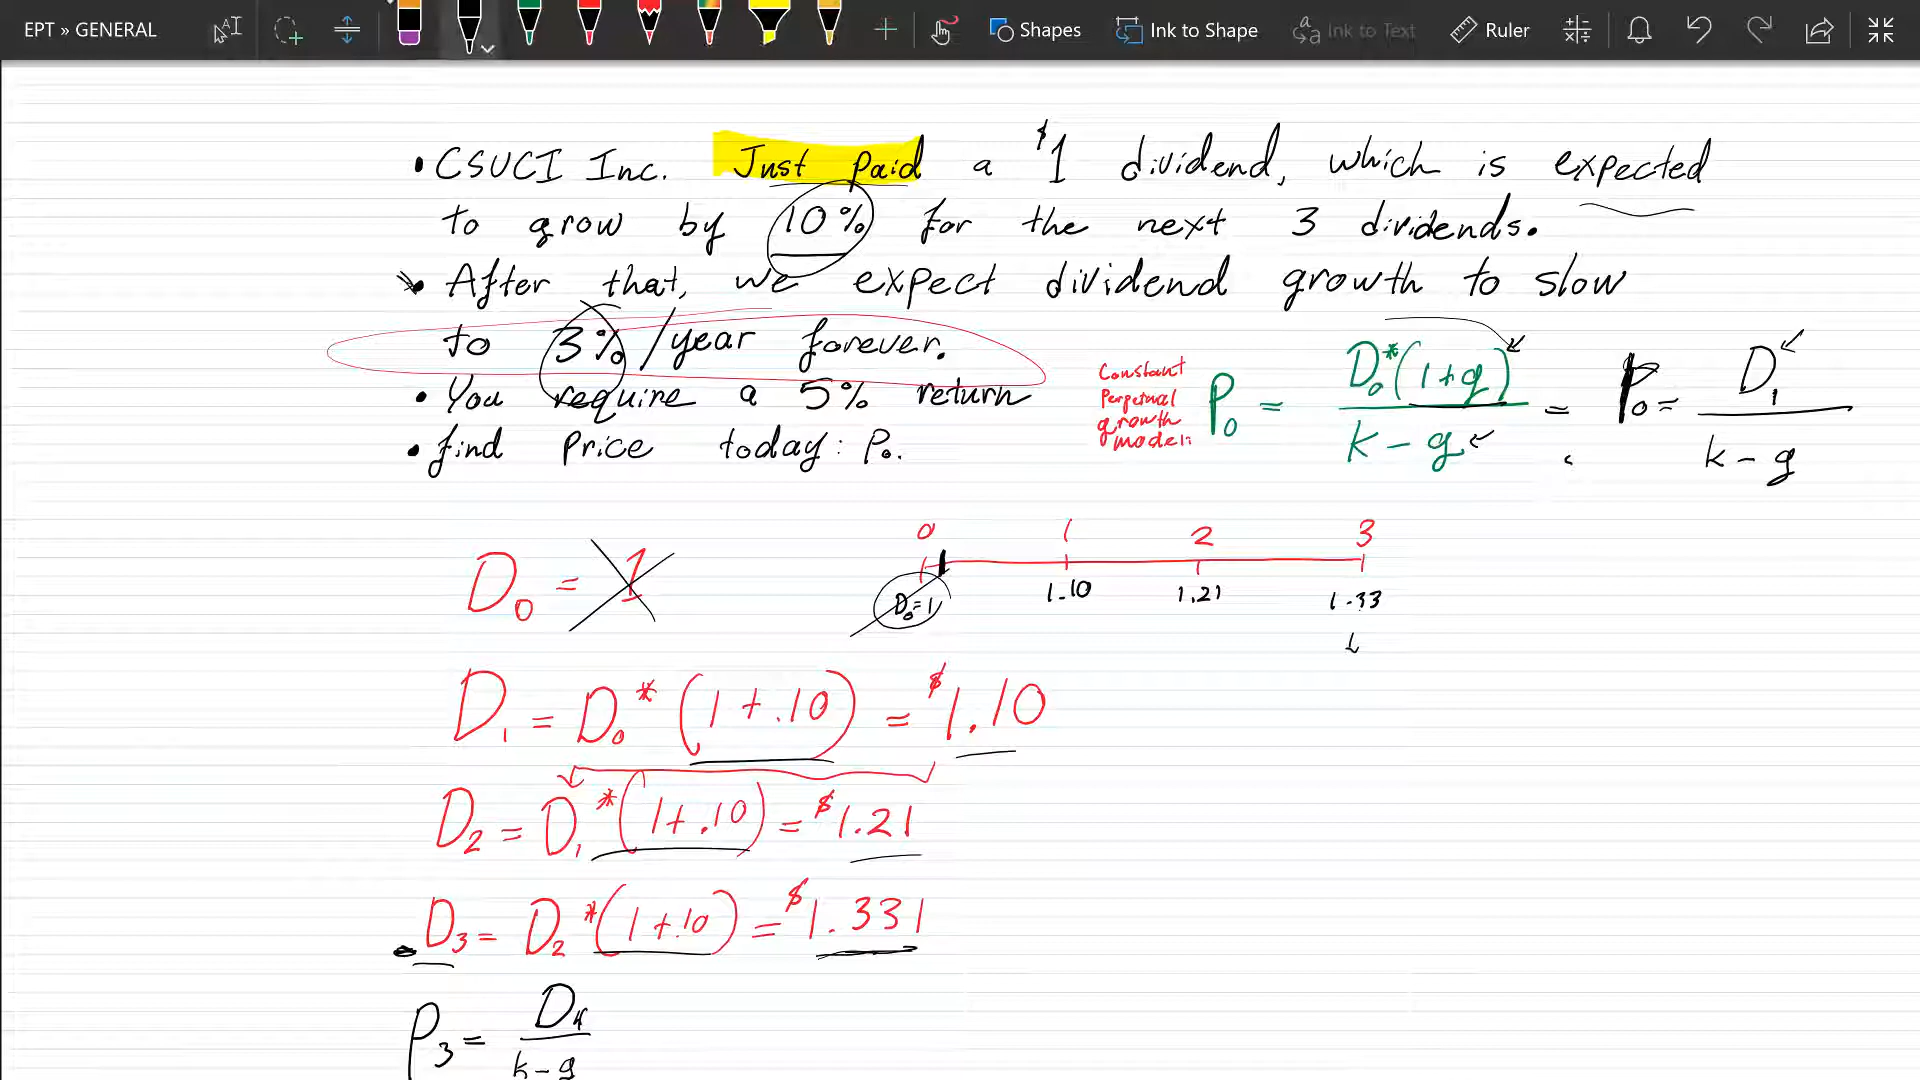 EPT » GENERAL
Shapes
Ink to Shape
Ink to Text
Ruler
• CSUCI Inc. Just Paid a $1 dividend, which is expected
to grow by 10% for the next 3 dividends.
• After that, we expect dividend growth to slow
to 3%/year forever.
• You require a 5% return
• find Price today: P₀.
Constant
Perpetual
growth
model:
P₀ = D₀*(1+g) / k-g = P₀ = D₁ / k-g
0 1 2 3
D₀=1 1.10 1.21 1.33
D₀ = 1
D₁ = D₀*(1+.10) = $1.10
D₂ = D₁*(1+.10) = $1.21
D₃ = D₂*(1+.10) = $1.331
P₃ = D₄ / k-g